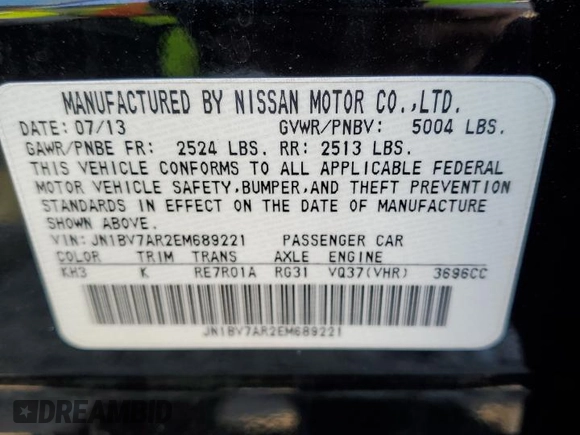 MANUFACTURED BY NISSAN MOTOR CO.,LTD.
DATE: 07/13 GVWR/PNBV: 5004 LBS.
GAWR/PNBE FR: 2524 LBS. RR: 2513 LBS.
THIS VEHICLE CONFORMS TO ALL APPLICABLE FEDERAL
MOTOR VEHICLE SAFETY,BUMPER,AND THEFT PREVENTION
STANDARDS IN EFFECT ON THE DATE OF MANUFACTURE
SHOWN ABOVE.
VIN: JN1BV7AR2EM689221 PASSENGER CAR
COLOR TRIM TRANS AXLE ENGINE
KH3 K RE7R01A RG31 VQ37(VHR) 3696CC
JN1BV7AR2EM689221
DREAMBID